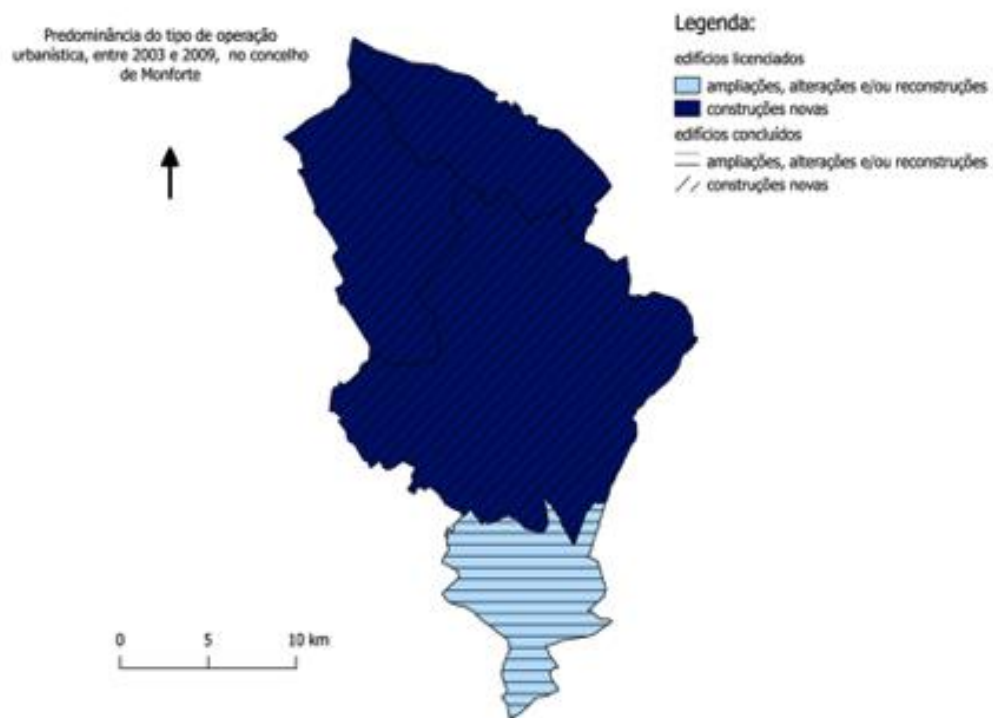 Predominância do tipo de operação
urbanística, entre 2003 e 2009, no concelho
de Monforte
Legenda:
edifícios licenciados
ampliações, alterações e/ou reconstruções
construções novas
edifícios concluídos
ampliações, alterações e/ou reconstruções
construções novas
0 5 10 km